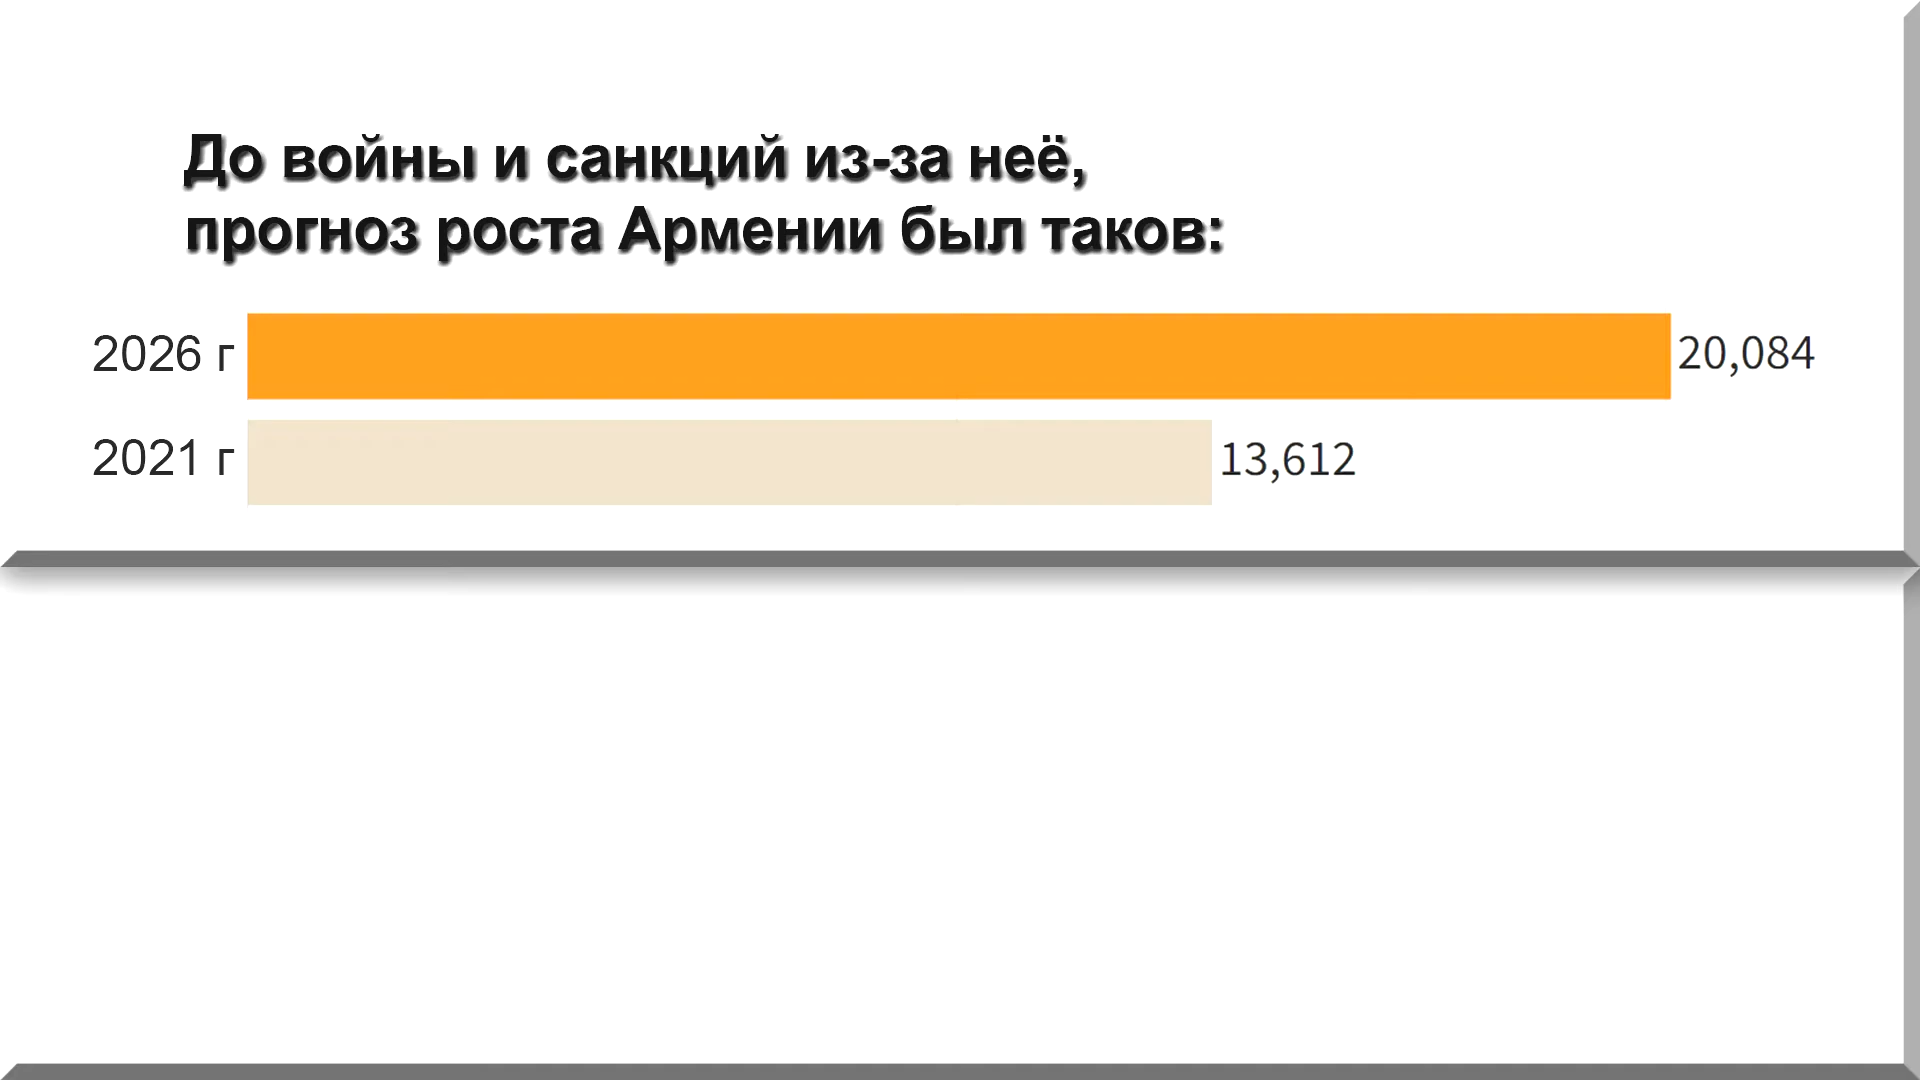 До войны и санкций из-за неё,
прогноз роста Армении был таков:
2026 г 20,084
2021 г 13,612